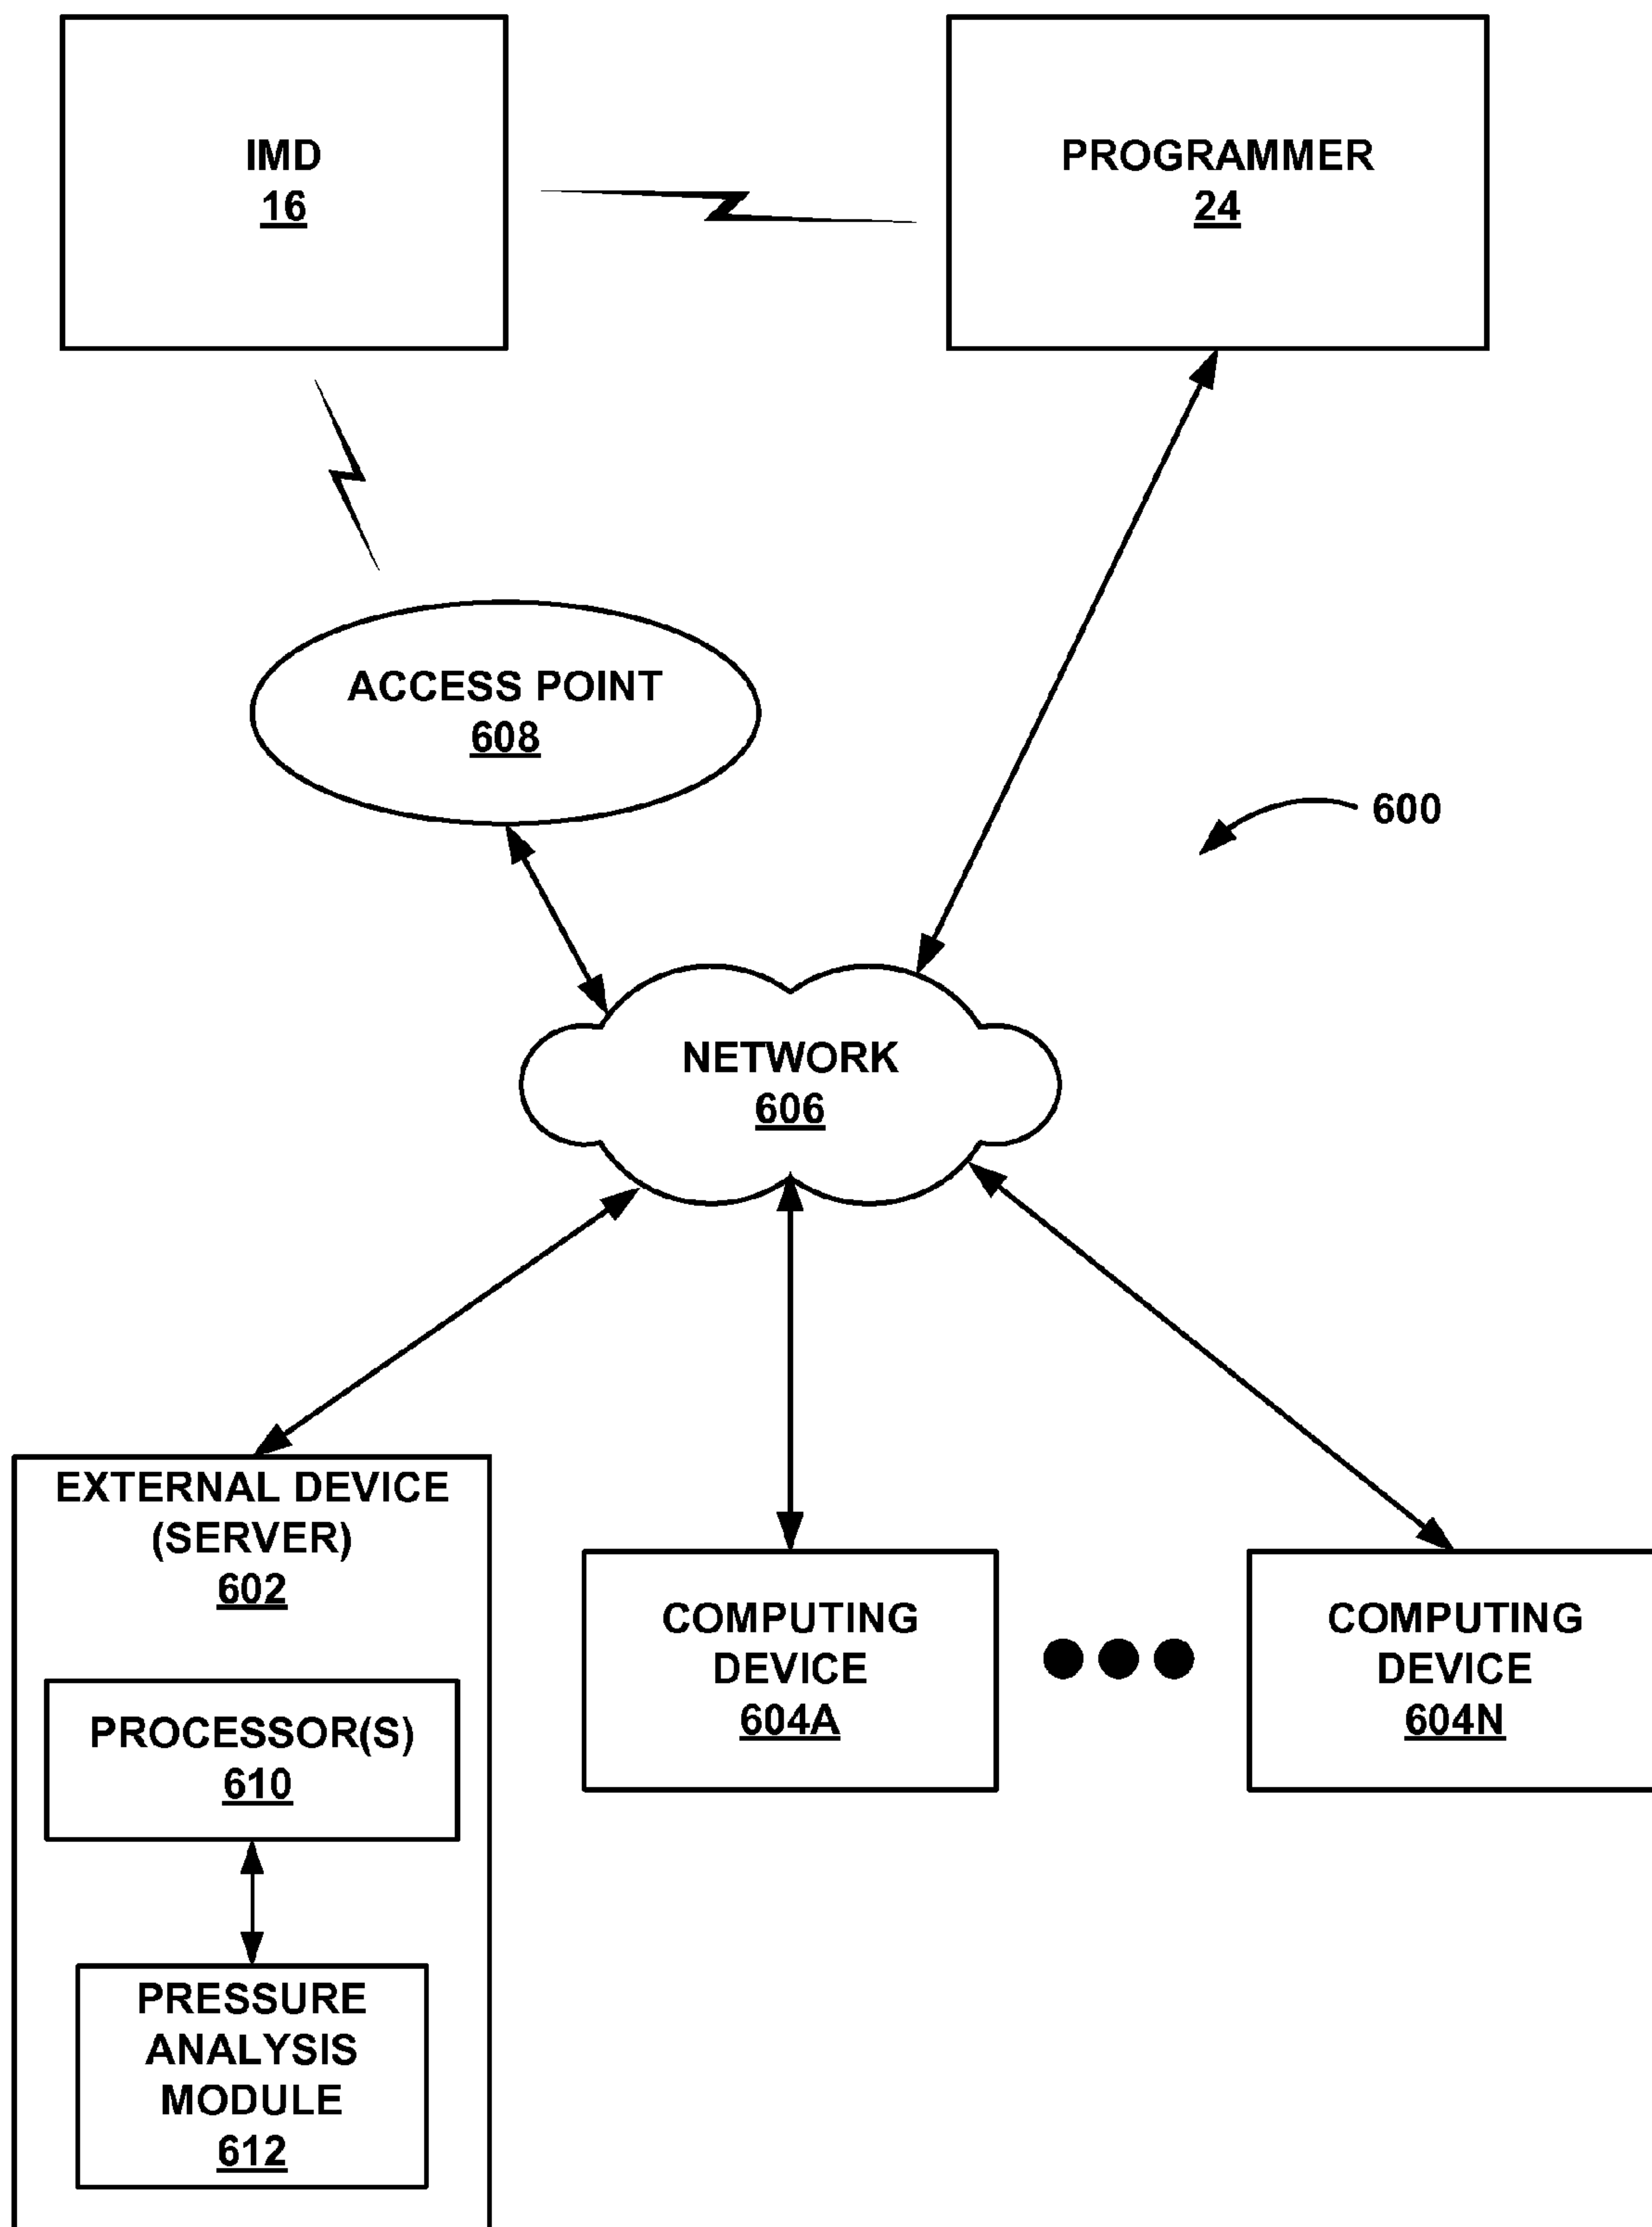 IMD
16
PROGRAMMER
24
ACCESS POINT
608
600
NETWORK
606
EXTERNAL DEVICE
(SERVER)
602
PROCESSOR(S)
610
PRESSURE
ANALYSIS
MODULE
612
COMPUTING
DEVICE
604A
COMPUTING
DEVICE
604N